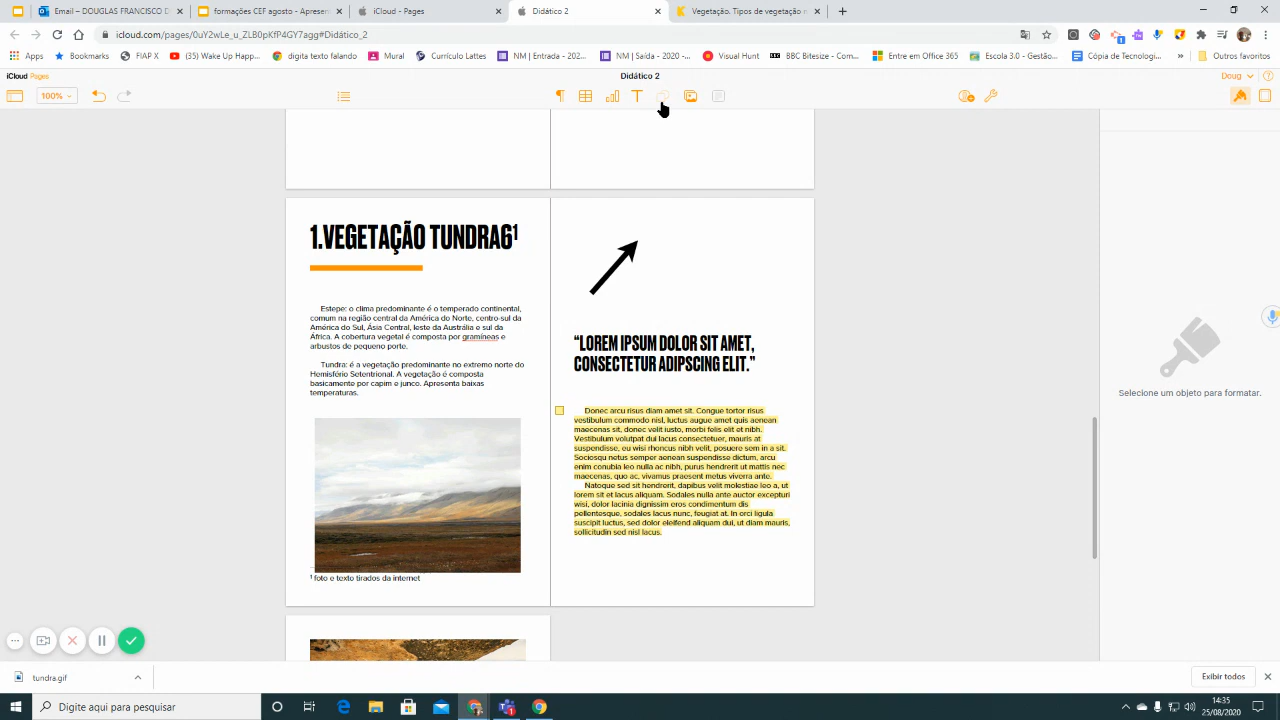 Email – DOUGLAS FRANCISCO D
formações CEF agosto - Apresen
iCloud - Pages
Didático 2
Vegetação. Tipos de vegetação n
icloud.com/pages/0uY2wLe_u_ZLB0pKfP4GY7agg#Didático_2
Apps
Bookmarks
FIAP X
(35) Wake Up Happ...
digita texto falando
Mural
Currículo Lattes
NM | Entrada - 202...
NM | Saída - 2020 -...
Visual Hunt
BBC Bitesize - Com...
Entre em Office 365
Escola 3.0 - Gestão...
Cópia de Tecnologi...
»
Outros favoritos
iCloud Pages
Didático 2
Doug
100%
1.VEGETAÇÃO TUNDRA6¹
Estepe: o clima predominante é o temperado continental,
comum na região central da América do Norte, centro-sul da
América do Sul, Ásia Central, leste da Austrália e sul da
África. A cobertura vegetal é composta por gramíneas e
arbustos de pequeno porte.
Tundra: é a vegetação predominante no extremo norte do
Hemisfério Setentrional. A vegetação é composta
basicamente por capim e junco. Apresenta baixas
temperaturas.
¹ foto e texto tirados da internet
“LOREM IPSUM DOLOR SIT AMET,
CONSECTETUR ADIPSCING ELIT.”
Donec arcu risus diam amet sit. Congue tortor risus
vestibulum commodo nisl, luctus augue amet quis aenean
maecenas sit, donec velit iusto, morbi felis elit et nibh.
Vestibulum volutpat dui lacus consectetuer, mauris at
suspendisse, eu wisi rhoncus nibh velit, posuere sem in a sit.
Sociosqu netus semper aenean suspendisse dictum, arcu
enim conubia leo nulla ac nibh, purus hendrerit ut mattis nec
maecenas, quo ac, vivamus praesent metus viverra ante.
Natoque sed sit hendrerit, dapibus velit molestiae leo a, ut
lorem sit et lacus aliquam. Sodales nulla ante auctor excepturi
wisi, dolor lacinia dignissim eros condimentum dis
pellentesque, sodales lacus nunc, feugiat at. In orci ligula
suscipit luctus, sed dolor eleifend aliquam dui, ut diam mauris,
sollicitudin sed nisl lacus.
Selecione um objeto para formatar.
tundra.gif
Exibir todos
Digite aqui para pesquisar
14:35
25/08/2020